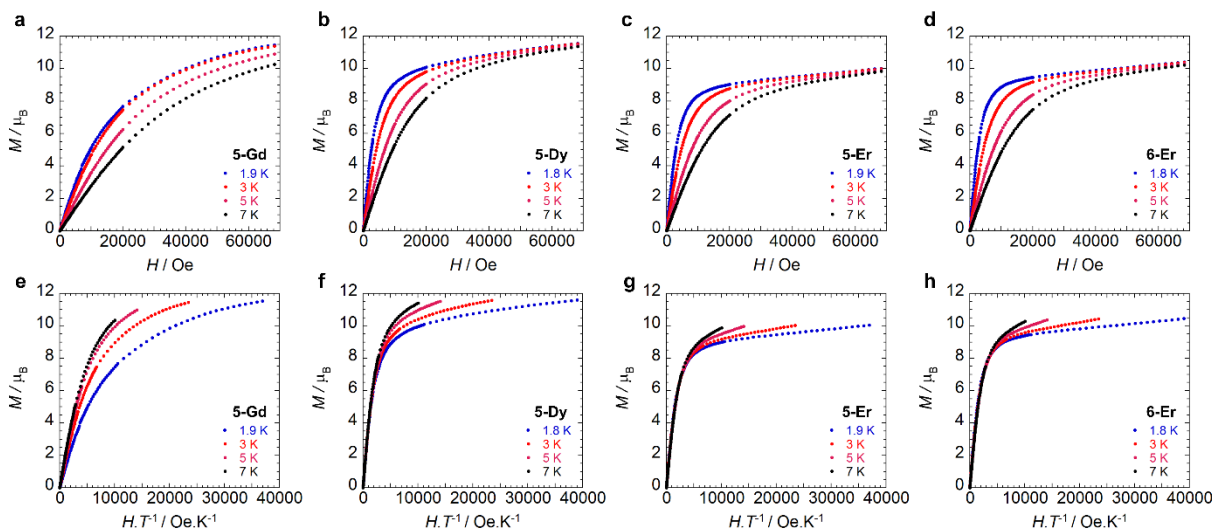 a
12
10
8
6
4
2
0
M / μB
5-Gd
1.9 K
3 K
5 K
7 K
0 20000 40000 60000
H / Oe
b
12
10
8
6
4
2
0
M / μB
5-Dy
1.8 K
3 K
5 K
7 K
0 20000 40000 60000
H / Oe
c
12
10
8
6
4
2
0
M / μB
5-Er
1.9 K
3 K
5 K
7 K
0 20000 40000 60000
H / Oe
d
12
10
8
6
4
2
0
M / μB
6-Er
1.8 K
3 K
5 K
7 K
0 20000 40000 60000
H / Oe
e
12
10
8
6
4
2
0
M / μB
5-Gd
1.9 K
3 K
5 K
7 K
0 10000 20000 30000 40000
H.T⁻¹ / Oe.K⁻¹
f
12
10
8
6
4
2
0
M / μB
5-Dy
1.8 K
3 K
5 K
7 K
0 10000 20000 30000 40000
H.T⁻¹ / Oe.K⁻¹
g
12
10
8
6
4
2
0
M / μB
5-Er
1.9 K
3 K
5 K
7 K
0 10000 20000 30000 40000
H.T⁻¹ / Oe.K⁻¹
h
12
10
8
6
4
2
0
M / μB
6-Er
1.8 K
3 K
5 K
7 K
0 10000 20000 30000 40000
H.T⁻¹ / Oe.K⁻¹